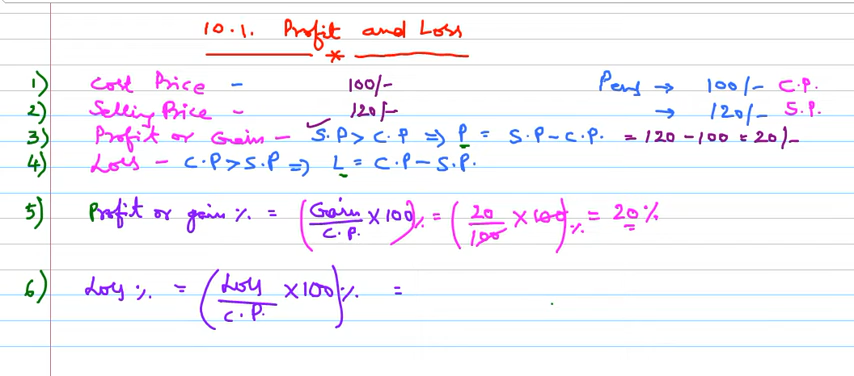 10.1. Profit and Loss
1) Cost Price - 100/- Pens → 100/- C.P.
2) Selling Price - 120/- → 120/- S.P.
3) Profit or Gain - S.P > C.P ⇒ P = S.P - C.P. = 120 - 100 = 20/-
4) Loss - C.P > S.P ⇒ L = C.P - S.P.
5) Profit or gain % = (Gain/C.P. × 100)% = (20/100 × 100)% = 20%
6) Loss % = (Loss/C.P. × 100)% =